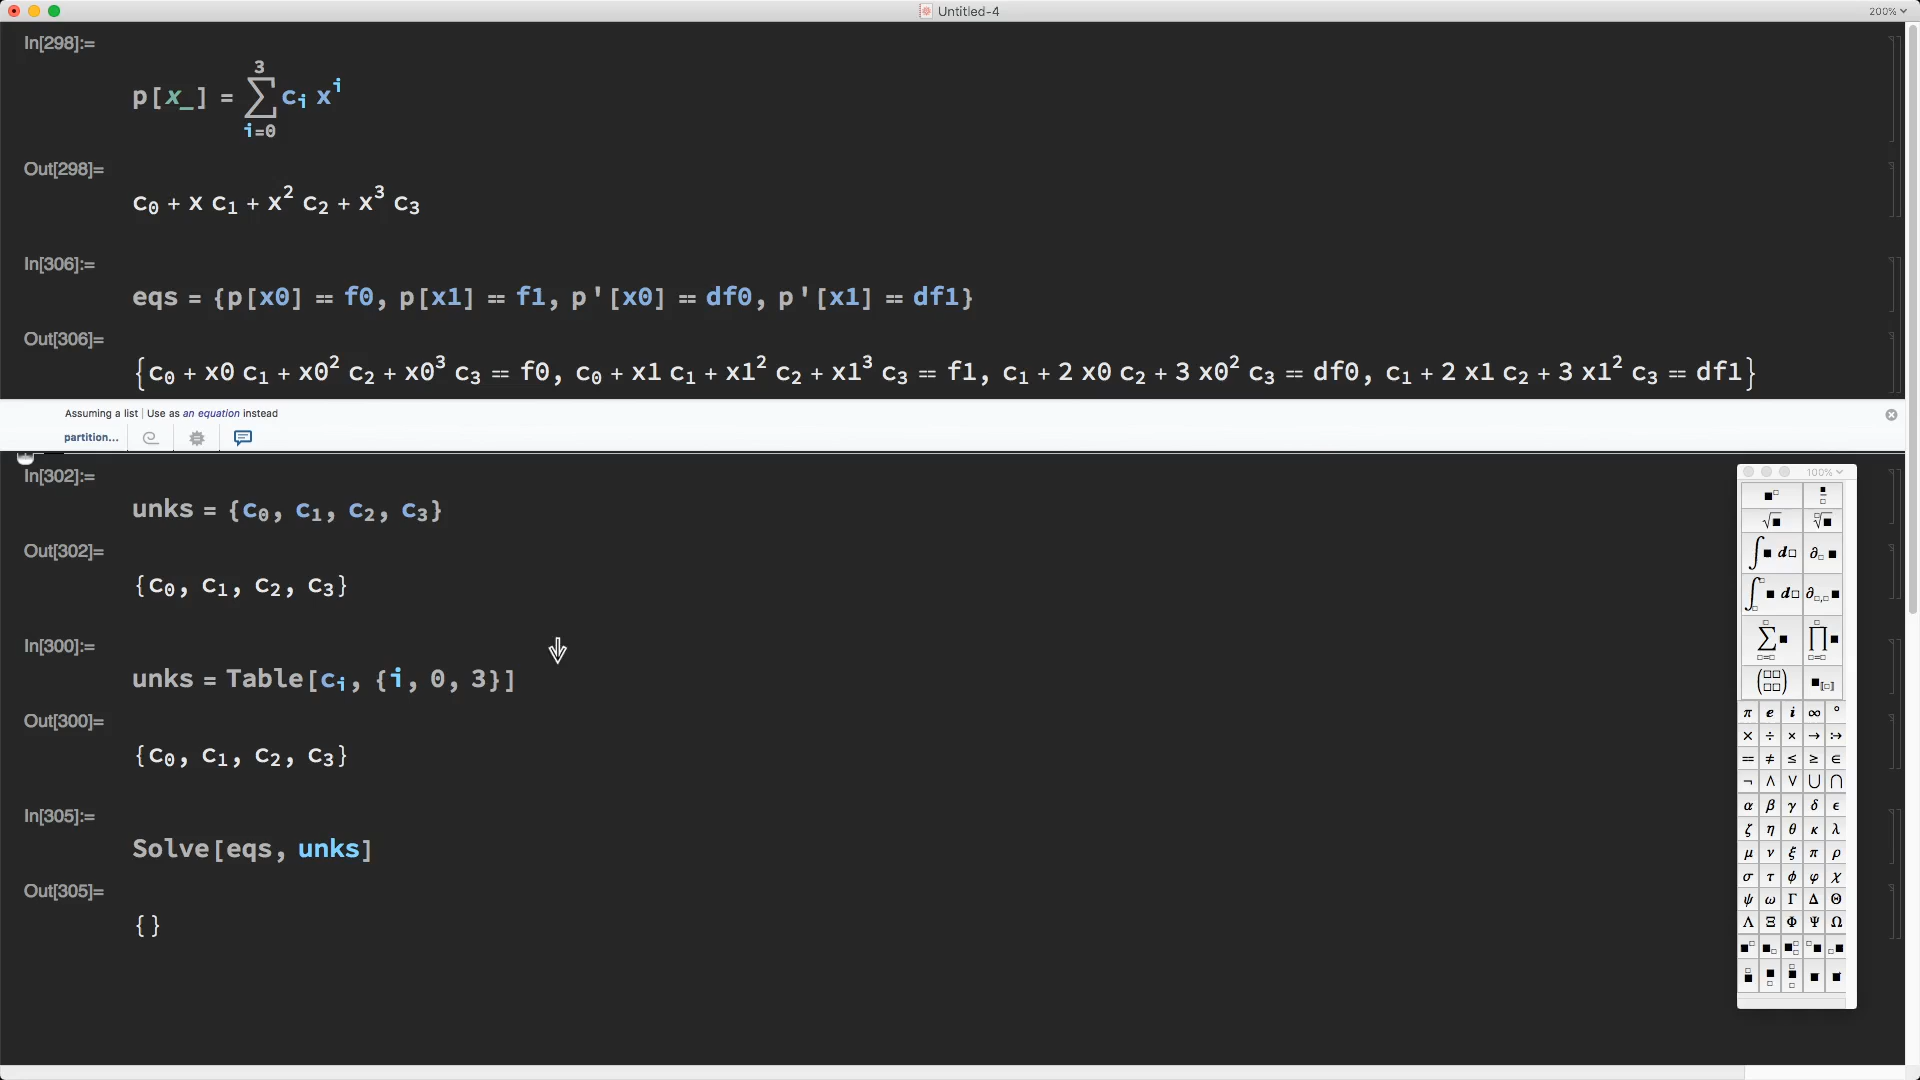 Untitled-4
200%
In[298]:=
p[x_] = ∑_{i=0}^{3} c_i x^i
Out[298]=
c₀ + x c₁ + x² c₂ + x³ c₃
In[306]:=
eqs = {p[x0] == f0, p[x1] == f1, p'[x0] == df0, p'[x1] == df1}
Out[306]=
{c₀ + x0 c₁ + x0² c₂ + x0³ c₃ == f0, c₀ + x1 c₁ + x1² c₂ + x1³ c₃ == f1, c₁ + 2 x0 c₂ + 3 x0² c₃ == df0, c₁ + 2 x1 c₂ + 3 x1² c₃ == df1}
Assuming a list | Use as an equation instead
partition...
In[302]:=
unks = {c₀, c₁, c₂, c₃}
Out[302]=
{c₀, c₁, c₂, c₃}
In[300]:=
unks = Table[c_i, {i, 0, 3}]
Out[300]=
{c₀, c₁, c₂, c₃}
In[305]:=
Solve[eqs, unks]
Out[305]=
{}
100%
■□ ■/□
√■ □√■
∫■ d□ ∂□ ■
∫□□ ■ d□ ∂□,□ ■
∑□=□□ ■ ∏□=□□ ■
(□□ □□) ■⟦□⟧
π e i ∞ °
× ÷ × → :→
== ≠ ≤ ≥ ∈
¬ ∧ ∨ ∪ ∩
α β γ δ ϵ
ζ η θ κ λ
μ ν ξ π ρ
σ τ ϕ φ χ
ψ ω Γ Δ Θ
Λ Ξ Φ Ψ Ω